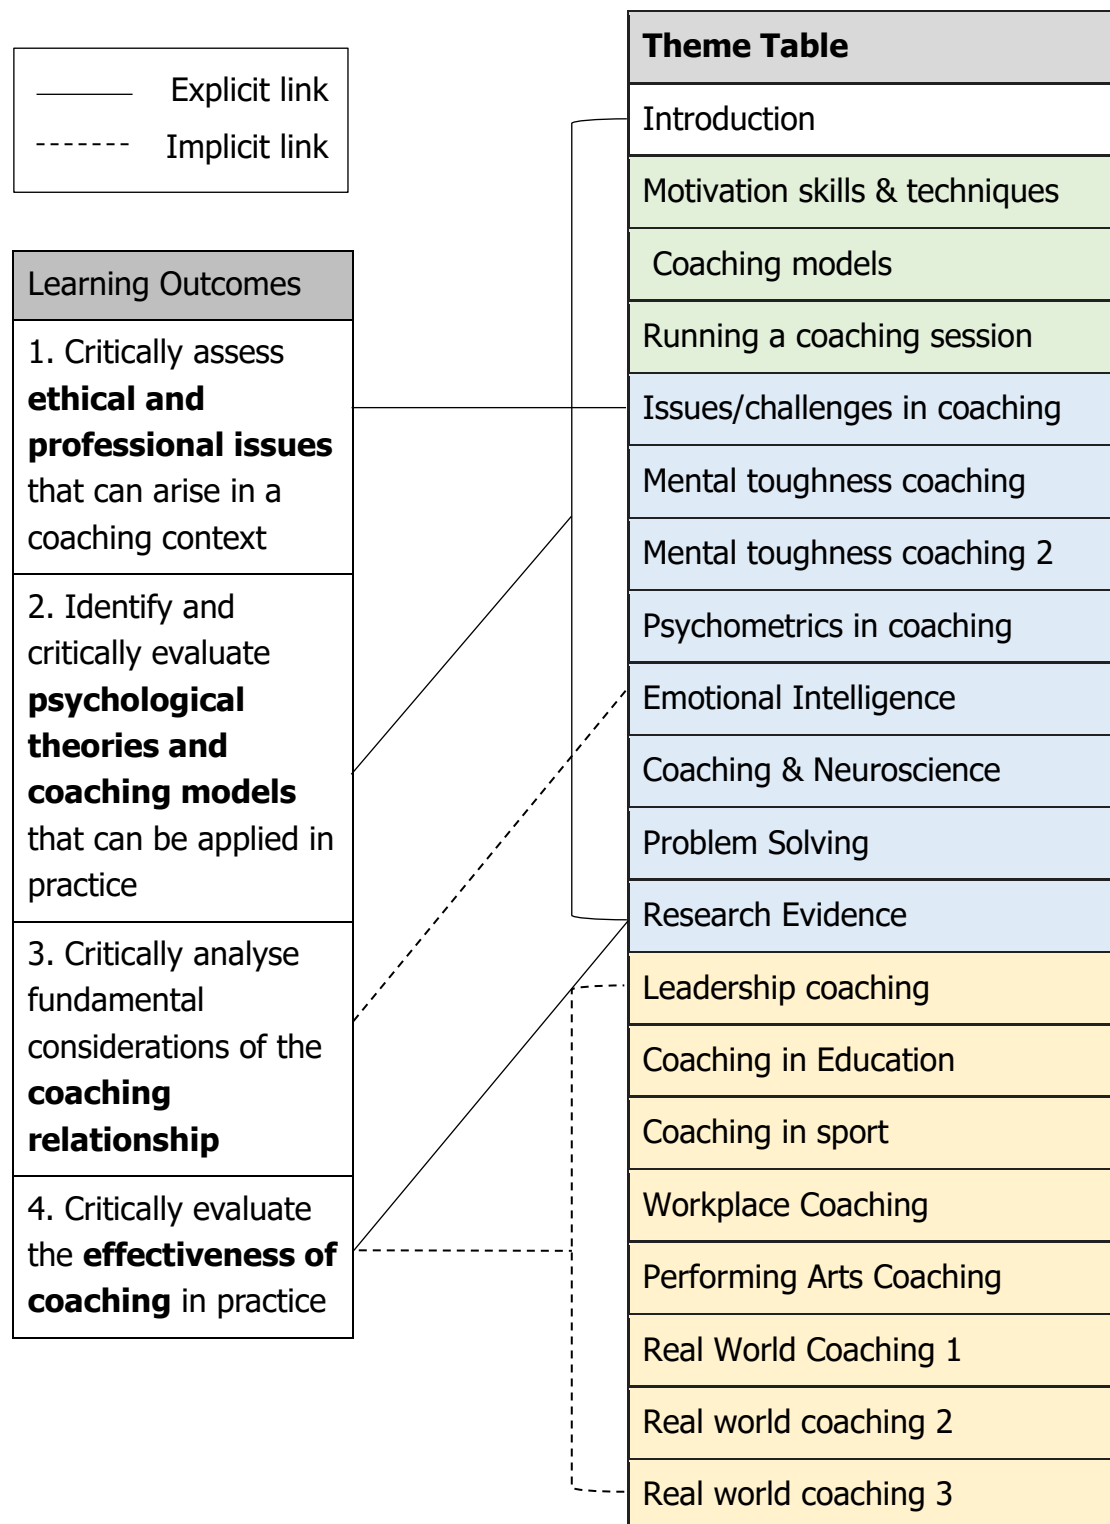 Explicit link
Implicit link
Learning Outcomes
1. Critically assess
ethical and
professional issues
that can arise in a
coaching context
2. Identify and
critically evaluate
psychological
theories and
coaching models
that can be applied in
practice
3. Critically analyse
fundamental
considerations of the
coaching
relationship
4. Critically evaluate
the effectiveness of
coaching in practice
Theme Table
Introduction
Motivation skills & techniques
Coaching models
Running a coaching session
Issues/challenges in coaching
Mental toughness coaching
Mental toughness coaching 2
Psychometrics in coaching
Emotional Intelligence
Coaching & Neuroscience
Problem Solving
Research Evidence
Leadership coaching
Coaching in Education
Coaching in sport
Workplace Coaching
Performing Arts Coaching
Real World Coaching 1
Real world coaching 2
Real world coaching 3